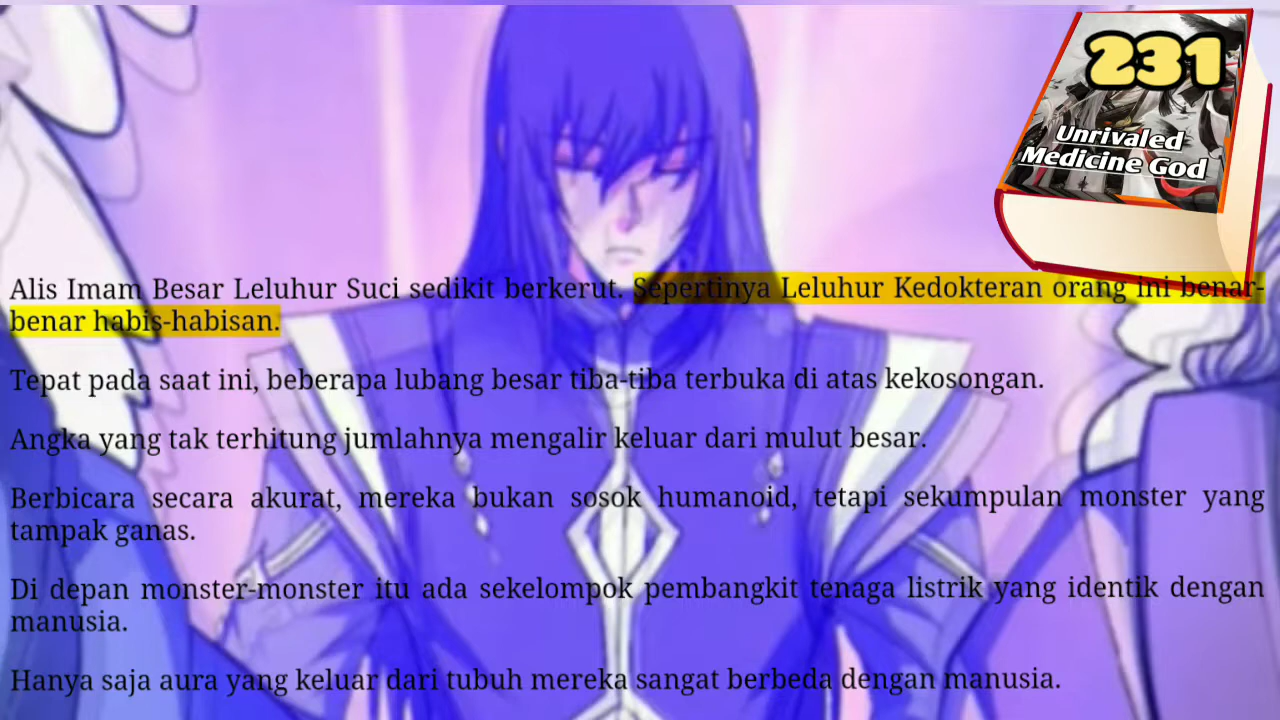 231
Unrivaled
Medicine God
Alis Imam Besar Leluhur Suci sedikit berkerut. Sepertinya Leluhur Kedokteran orang ini benar-
benar habis-habisan.
Tepat pada saat ini, beberapa lubang besar tiba-tiba terbuka di atas kekosongan.
Angka yang tak terhitung jumlahnya mengalir keluar dari mulut besar.
Berbicara secara akurat, mereka bukan sosok humanoid, tetapi sekumpulan monster yang
tampak ganas.
Di depan monster-monster itu ada sekelompok pembangkit tenaga listrik yang identik dengan
manusia.
Hanya saja aura yang keluar dari tubuh mereka sangat berbeda dengan manusia.